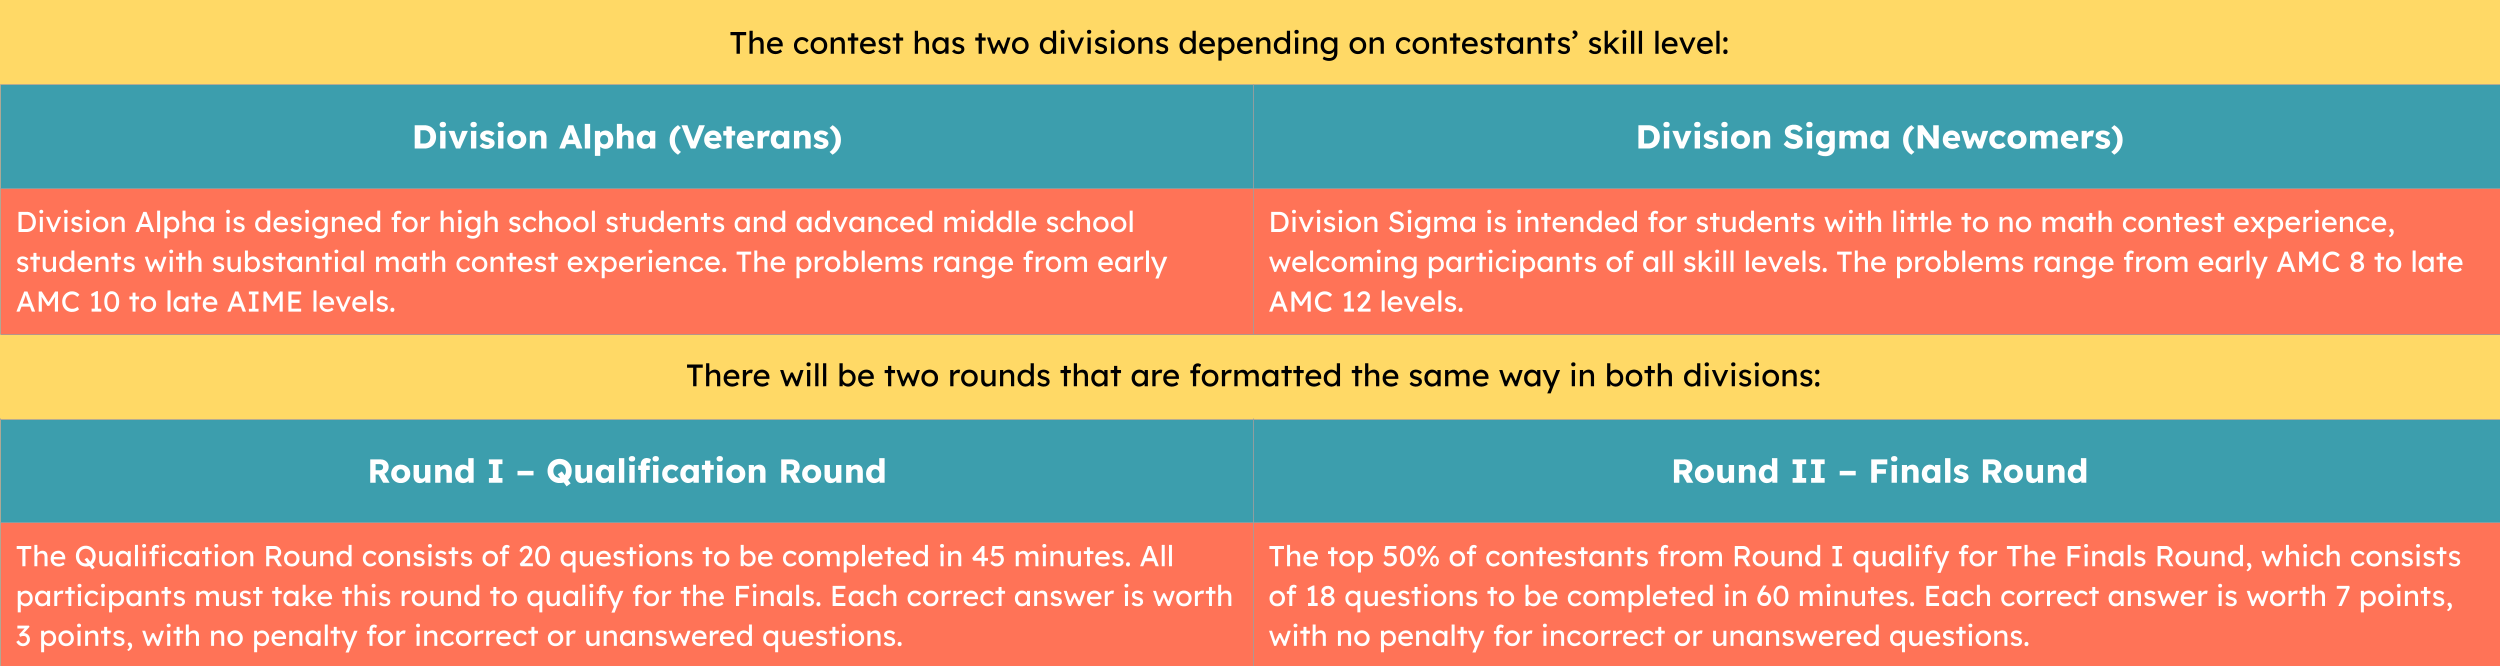 The contest has two divisions depending on contestants’ skill level:
Division Alpha (Veterans)
Division Alpha is designed for high school students and advanced middle school
students with substantial math contest experience. The problems range from early
AMC 10 to late AIME levels.
Division Sigma (Newcomers)
Division Sigma is intended for students with little to no math contest experience,
welcoming participants of all skill levels. The problems range from early AMC 8 to late
AMC 12 levels.
There will be two rounds that are formatted the same way in both divisions:
Round I – Qualification Round
The Qualification Round consists of 20 questions to be completed in 45 minutes. All
participants must take this round to qualify for the Finals. Each correct answer is worth
3 points, with no penalty for incorrect or unanswered questions.
Round II – Finals Round
The top 50% of contestants from Round I qualify for The Finals Round, which consists
of 18 questions to be completed in 60 minutes. Each correct answer is worth 7 points,
with no penalty for incorrect or unanswered questions.